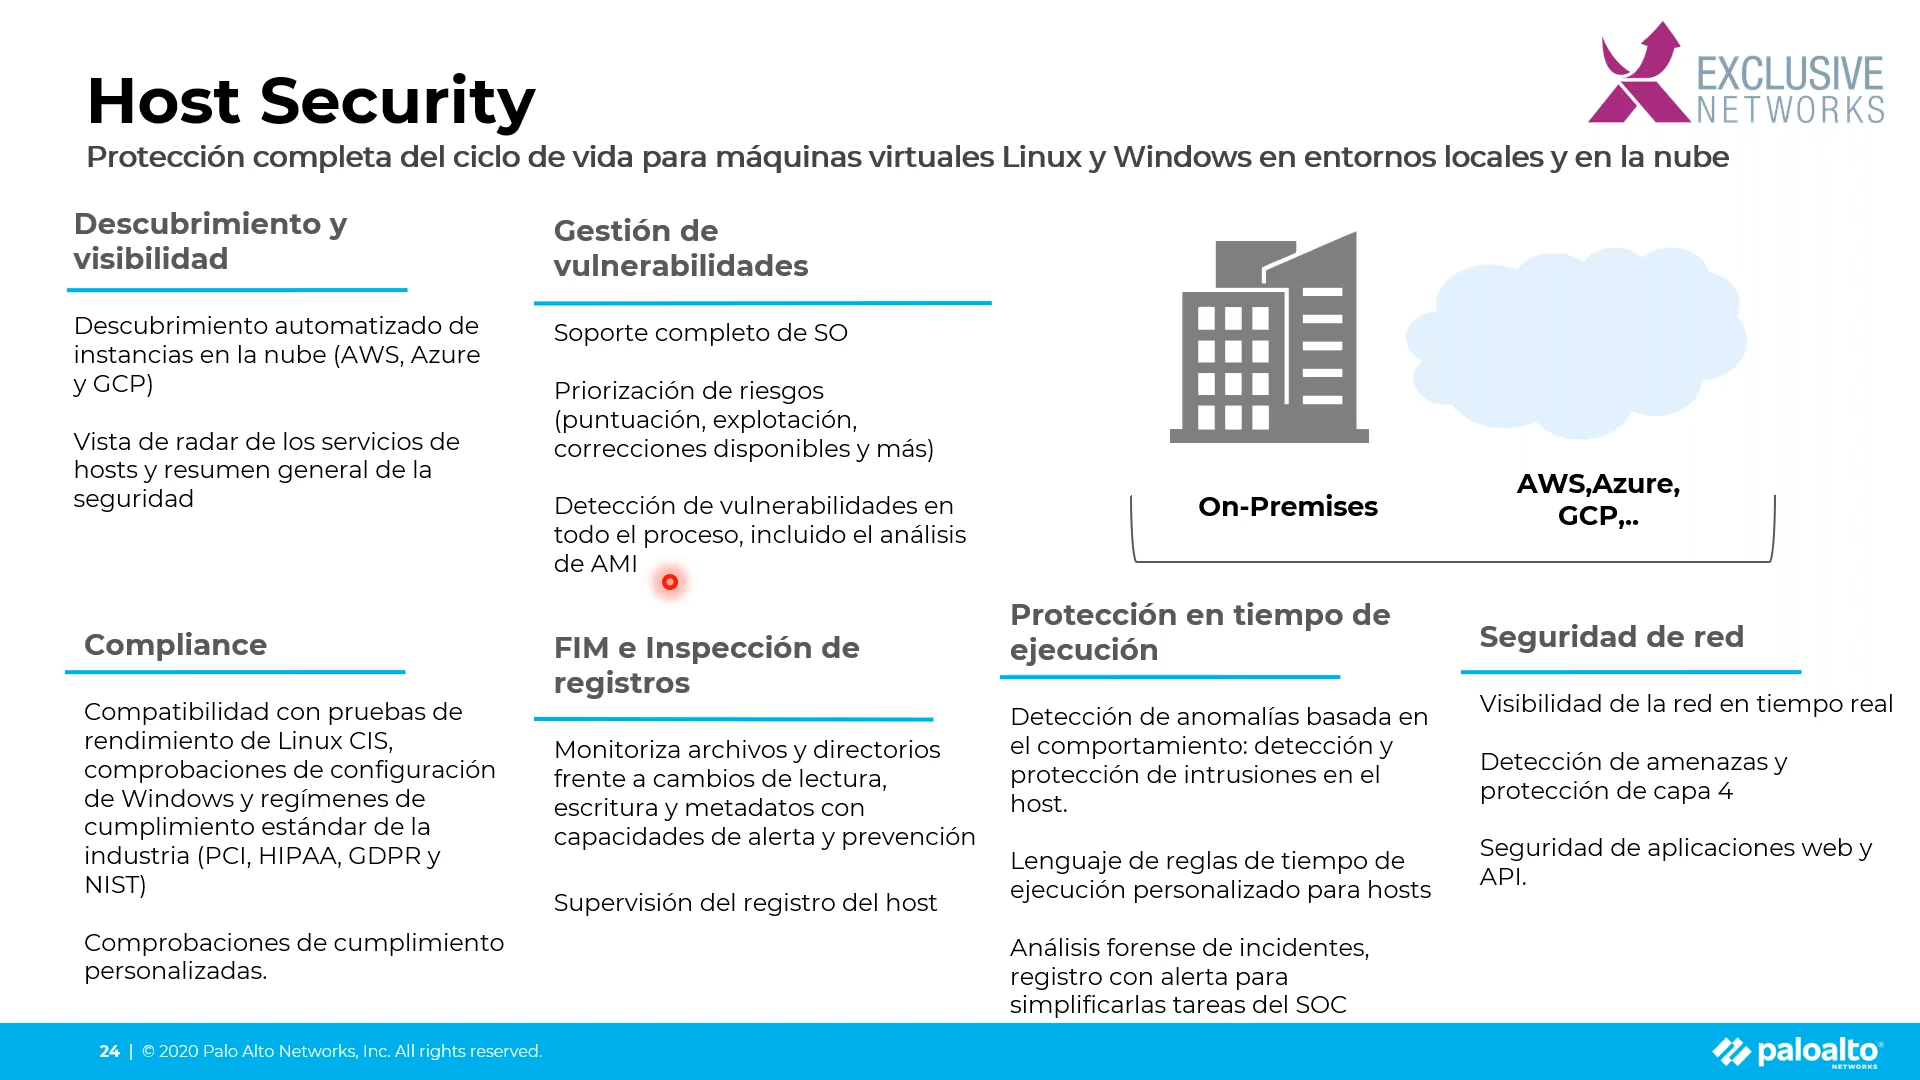 EXCLUSIVE
NETWORKS
Host Security
Protección completa del ciclo de vida para máquinas virtuales Linux y Windows en entornos locales y en la nube
Descubrimiento y
visibilidad
Descubrimiento automatizado de
instancias en la nube (AWS, Azure
y GCP)
Vista de radar de los servicios de
hosts y resumen general de la
seguridad
Gestión de
vulnerabilidades
Soporte completo de SO
Priorización de riesgos
(puntuación, explotación,
correcciones disponibles y más)
Detección de vulnerabilidades en
todo el proceso, incluido el análisis
de AMI
On-Premises
AWS,Azure,
GCP,..
Compliance
Compatibilidad con pruebas de
rendimiento de Linux CIS,
comprobaciones de configuración
de Windows y regímenes de
cumplimiento estándar de la
industria (PCI, HIPAA, GDPR y
NIST)
Comprobaciones de cumplimiento
personalizadas.
FIM e Inspección de
registros
Monitoriza archivos y directorios
frente a cambios de lectura,
escritura y metadatos con
capacidades de alerta y prevención
Supervisión del registro del host
Protección en tiempo de
ejecución
Detección de anomalías basada en
el comportamiento: detección y
protección de intrusiones en el
host.
Lenguaje de reglas de tiempo de
ejecución personalizado para hosts
Análisis forense de incidentes,
registro con alerta para
simplificarlas tareas del SOC
Seguridad de red
Visibilidad de la red en tiempo real
Detección de amenazas y
protección de capa 4
Seguridad de aplicaciones web y
API.
24 | © 2020 Palo Alto Networks, Inc. All rights reserved.
paloalto®
NETWORKS